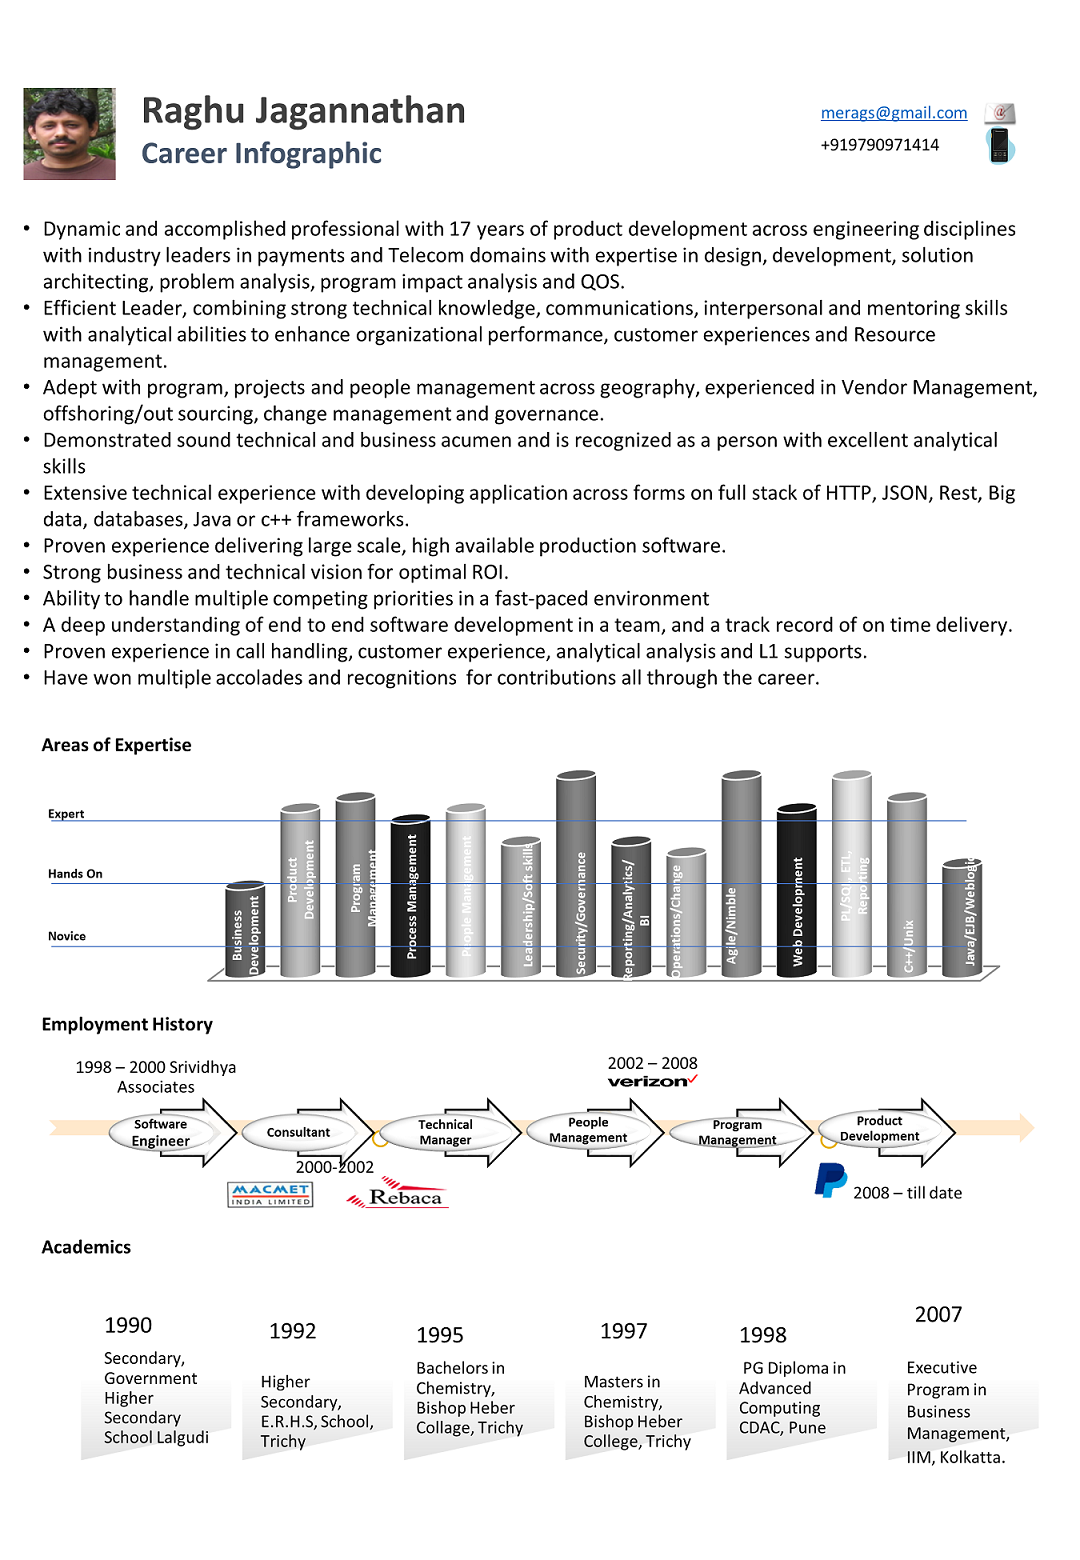 Raghu Jagannathan
Career Infographic
merags@gmail.com
+919790971414
• Dynamic and accomplished professional with 17 years of product development across engineering disciplines
with industry leaders in payments and Telecom domains with expertise in design, development, solution
architecting, problem analysis, program impact analysis and QOS.
• Efficient Leader, combining strong technical knowledge, communications, interpersonal and mentoring skills
with analytical abilities to enhance organizational performance, customer experiences and Resource
management.
• Adept with program, projects and people management across geography, experienced in Vendor Management,
offshoring/out sourcing, change management and governance.
• Demonstrated sound technical and business acumen and is recognized as a person with excellent analytical
skills
• Extensive technical experience with developing application across forms on full stack of HTTP, JSON, Rest, Big
data, databases, Java or c++ frameworks.
• Proven experience delivering large scale, high available production software.
• Strong business and technical vision for optimal ROI.
• Ability to handle multiple competing priorities in a fast-paced environment
• A deep understanding of end to end software development in a team, and a track record of on time delivery.
• Proven experience in call handling, customer experience, analytical analysis and L1 supports.
• Have won multiple accolades and recognitions for contributions all through the career.
Areas of Expertise
Expert
Hands On
Novice
Business
Development
Product
Development
Program
Management
Process Management
People Management
Leadership/Soft skills
Security/Governance
Reporting/Analytics/
BI
Operations/Change
Agile/Nimble
Web Development
Pl/SQL, ETL,
Reporting
C++/Unix
Java/EJB/Weblogic
Employment History
1998 – 2000 Srividhya
Associates
2002 – 2008
verizon
Software
Engineer
Consultant
Technical
Manager
People
Management
Program
Management
Product
Development
2000-2002
MACMET
INDIA LIMITED
Rebaca
2008 – till date
Academics
1990
Secondary,
Government
Higher
Secondary
School Lalgudi
1992
Higher
Secondary,
E.R.H.S, School,
Trichy
1995
Bachelors in
Chemistry,
Bishop Heber
Collage, Trichy
1997
Masters in
Chemistry,
Bishop Heber
College, Trichy
1998
PG Diploma in
Advanced
Computing
CDAC, Pune
2007
Executive
Program in
Business
Management,
IIM, Kolkatta.